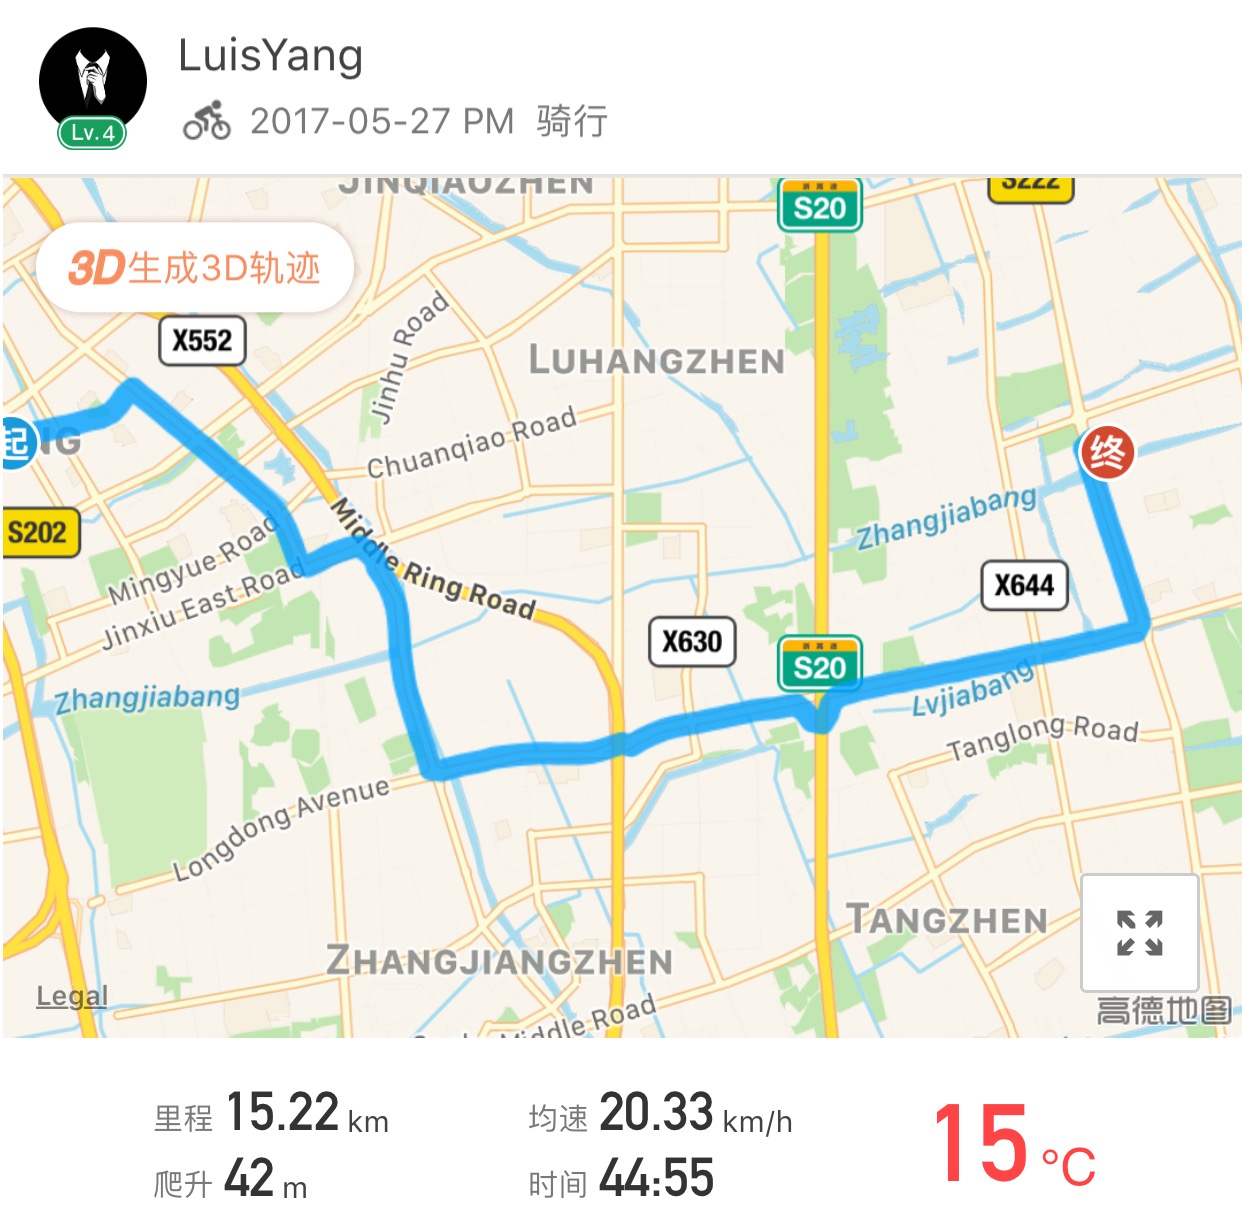 LuisYang
Lv.4
2017-05-27 PM 骑行
JINQIAOZHEN
S20
S222
3D生成3D轨迹
X552
Jinhu Road
LUHANGZHEN
Chuanqiao Road
起
NG
终
S202
Middle Ring Road
Zhangjiabang
Mingyue Road
Jinxiu East Road
X644
X630
S20
Zhangjiabang
Lvjiabang
Tanglong Road
Longdong Avenue
TANGZHEN
ZHANGJIANGZHEN
Legal
Middle Road
高德地图
里程 15.22 km
均速 20.33 km/h
15 °C
爬升 42 m
时间 44:55